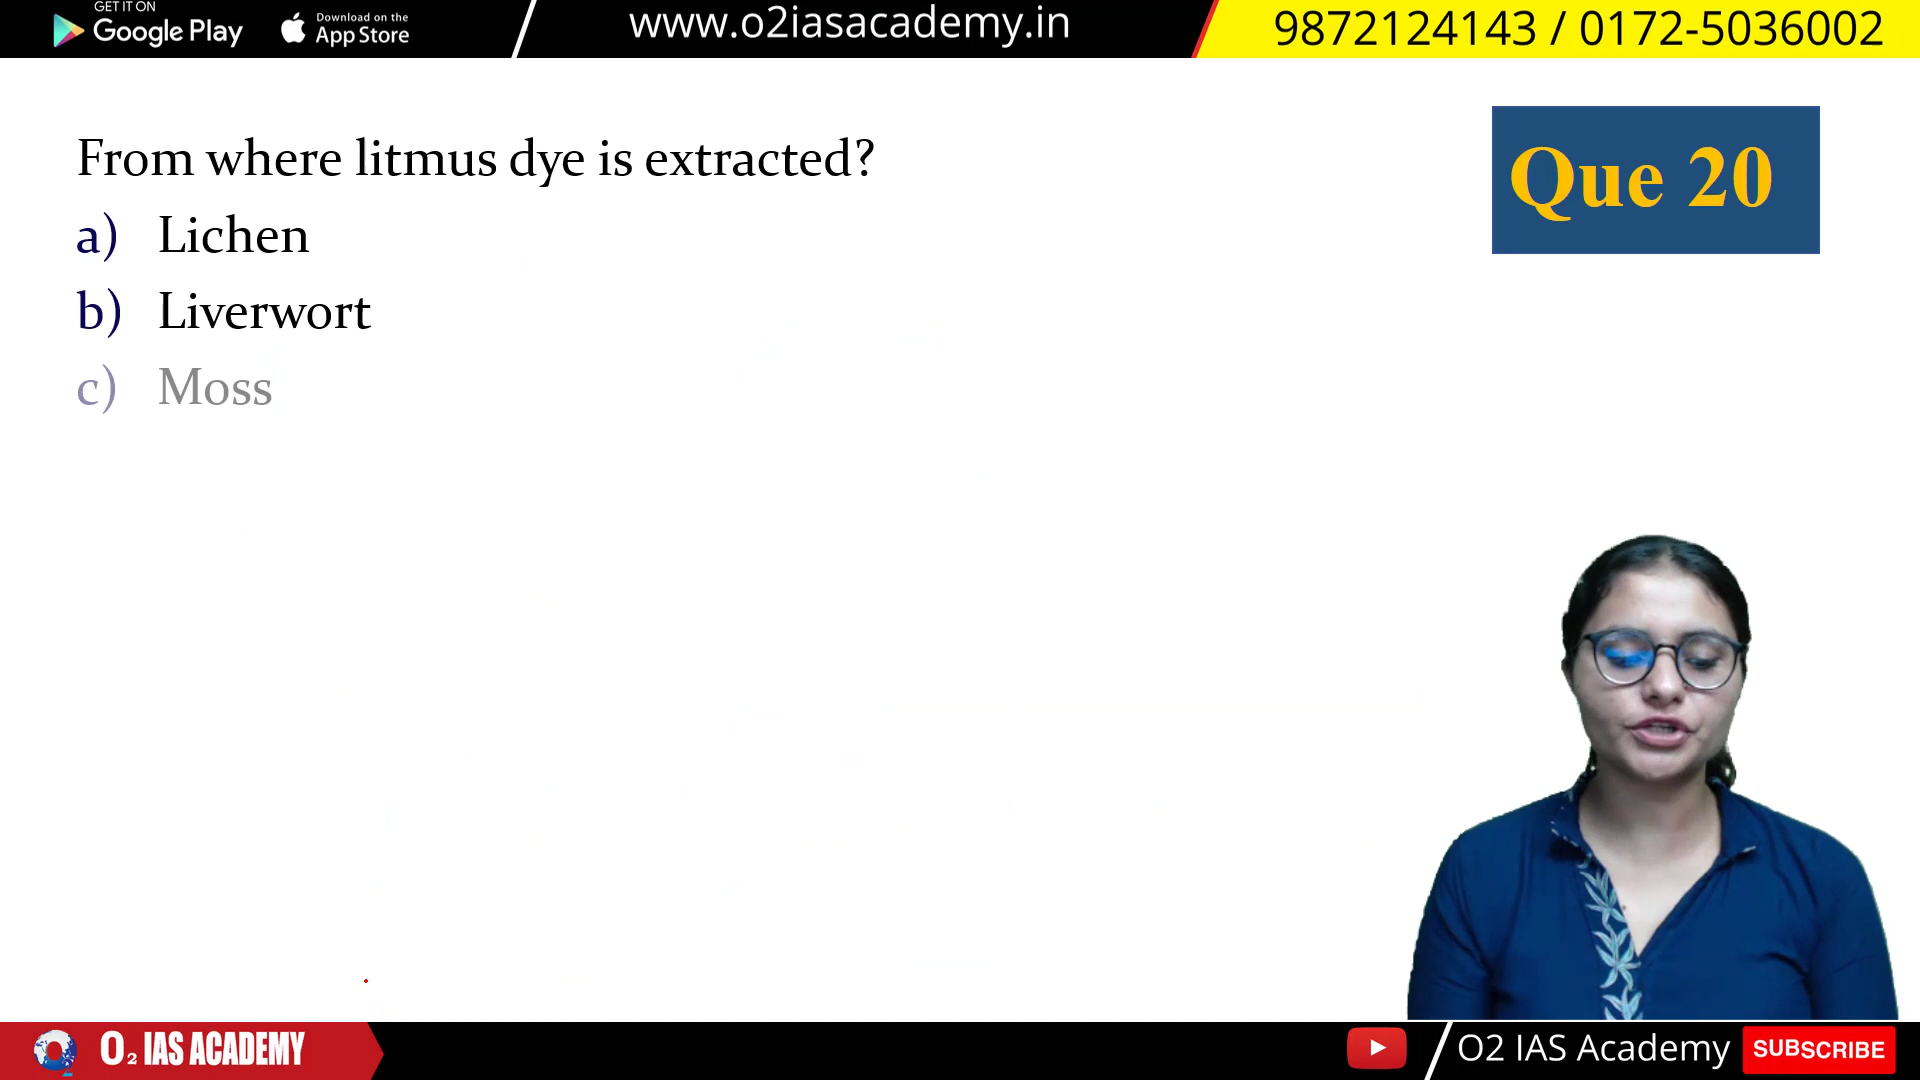 GET IT ON
Google Play
Download on the
App Store
www.o2iasacademy.in
9872124143 / 0172-5036002
From where litmus dye is extracted?
Que 20
a) Lichen
b) Liverwort
c) Moss
O2 IAS ACADEMY
O2 IAS Academy
SUBSCRIBE